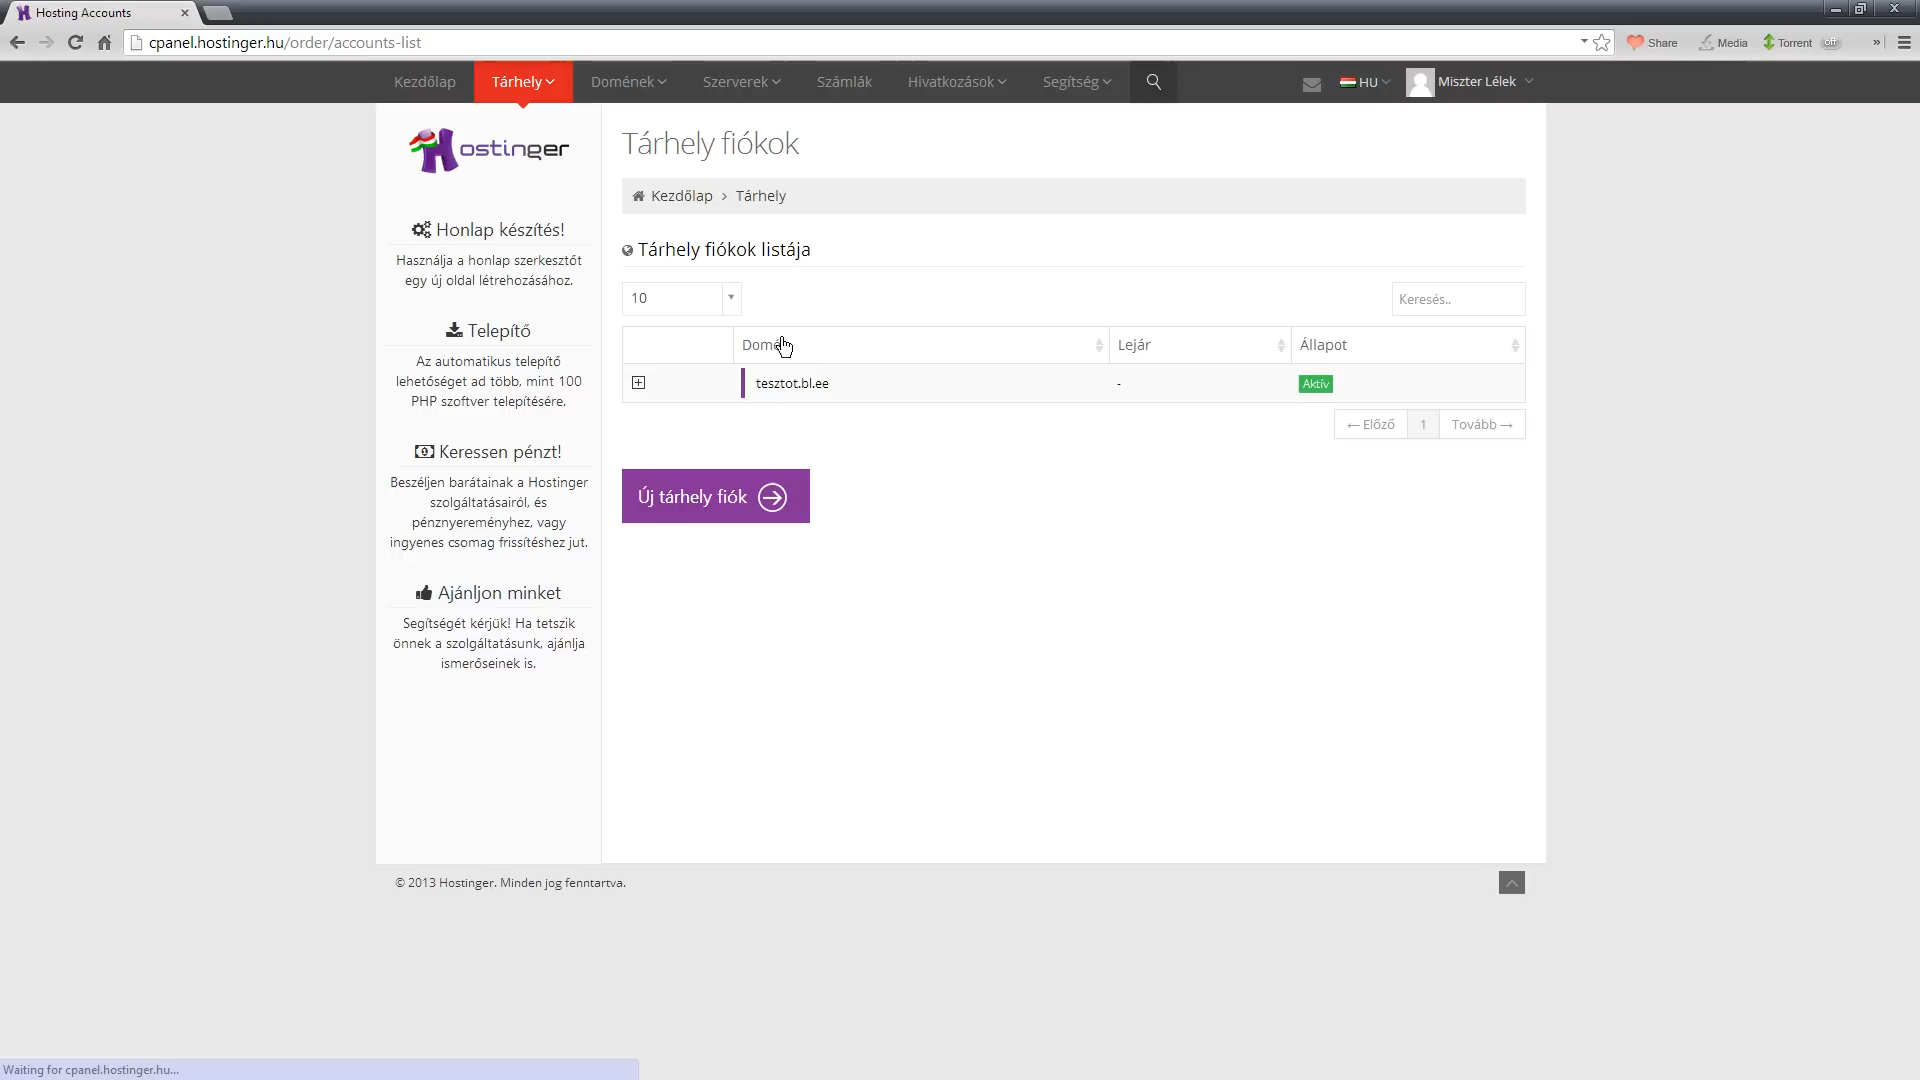 Hosting Accounts
cpanel.hostinger.hu/order/accounts-list
Share
Media
Torrent
off
»
Kezdőlap
Tárhely
Domének
Szerverek
Számlák
Hivatkozások
Segítség
HU
Miszter Lélek
Hostinger
Honlap készítés!
Használja a honlap szerkesztőt
egy új oldal létrehozásához.
Telepítő
Az automatikus telepítő
lehetőséget ad több, mint 100
PHP szoftver telepítésére.
Keressen pénzt!
Beszéljen barátainak a Hostinger
szolgáltatásairól, és
pénznyereményhez, vagy
ingyenes csomag frissítéshez jut.
Ajánljon minket
Segítségét kérjük! Ha tetszik
önnek a szolgáltatásunk, ajánlja
ismerőseinek is.
Tárhely fiókok
Kezdőlap > Tárhely
Tárhely fiókok listája
10
Keresés..
Lejár
Állapot
tesztot.bl.ee
-
Aktív
← Előző
1
Tovább →
Új tárhely fiók
© 2013 Hostinger. Minden jog fenntartva.
Waiting for cpanel.hostinger.hu...